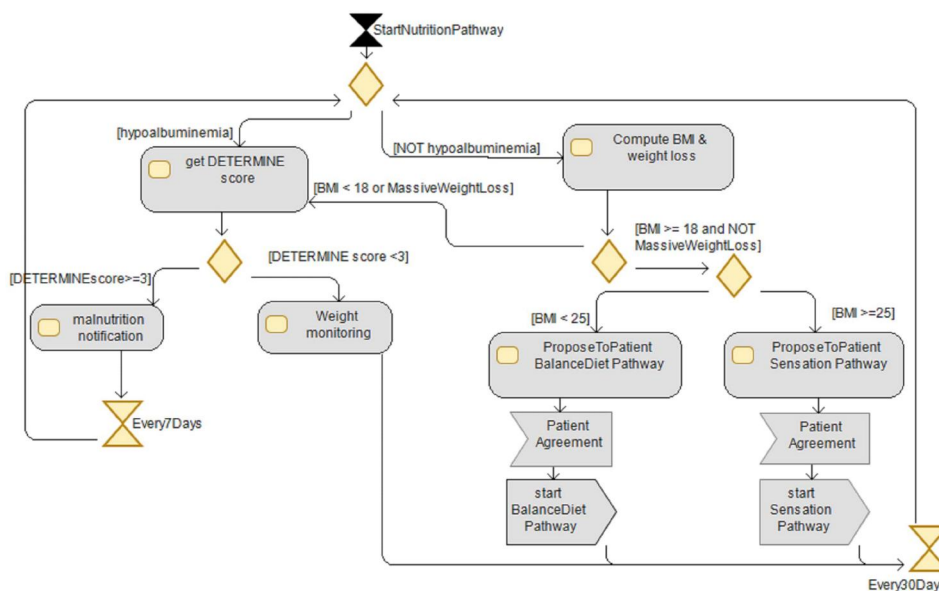 StartNutritionPathway
[hypoalbuminemia]
[NOT hypoalbuminemia]
Compute BMI &
weight loss
get DETERMINE
score
[BMI < 18 or MassiveWeightLoss]
[BMI >= 18 and NOT
MassiveWeightLoss]
[DETERMINE score <3]
[DETERMINEscore>=3]
malnutrition
notification
Weight
monitoring
[BMI < 25]
[BMI >=25]
ProposeToPatient
BalanceDiet Pathway
ProposeToPatient
Sensation Pathway
Every7Days
Patient
Agreement
Patient
Agreement
start
BalanceDiet
Pathway
start
Sensation
Pathway
Every30Day